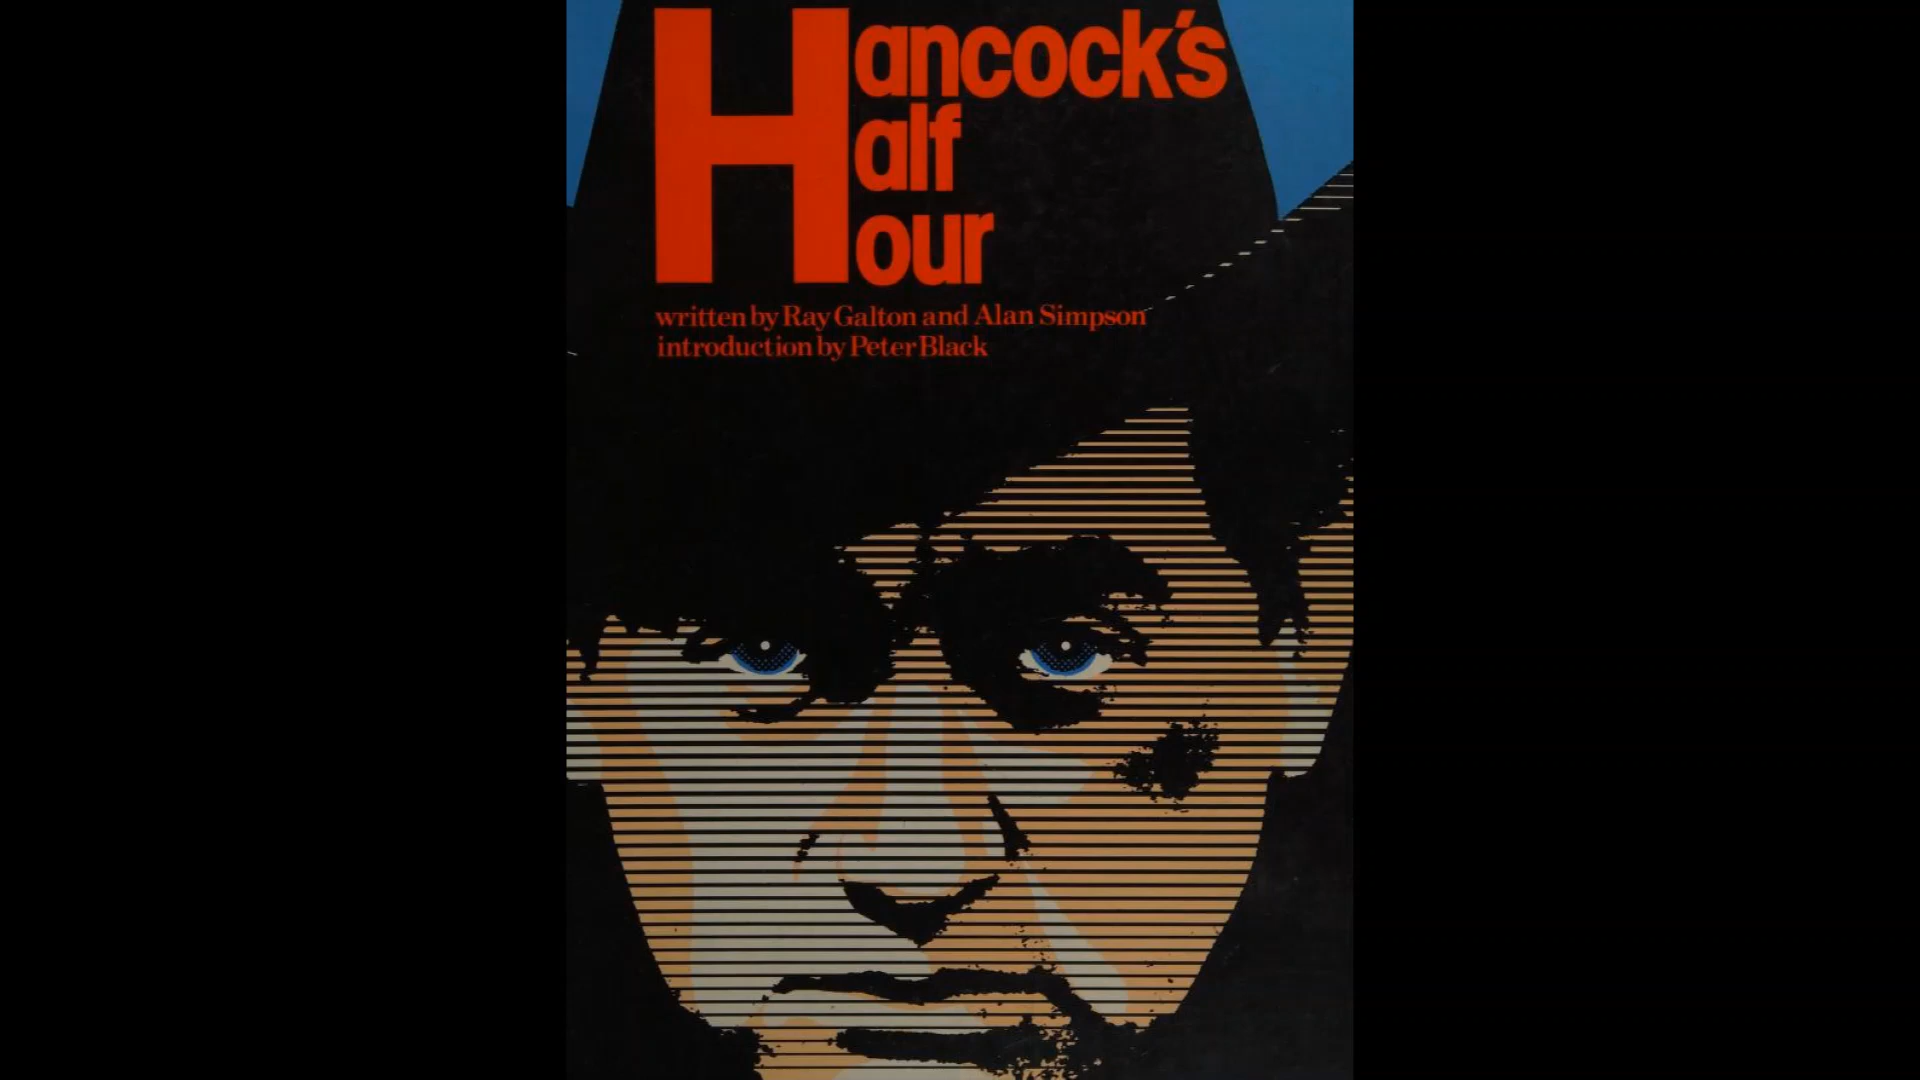 Hancock's
Half
Hour
written by Ray Galton and Alan Simpson
introduction by Peter Black